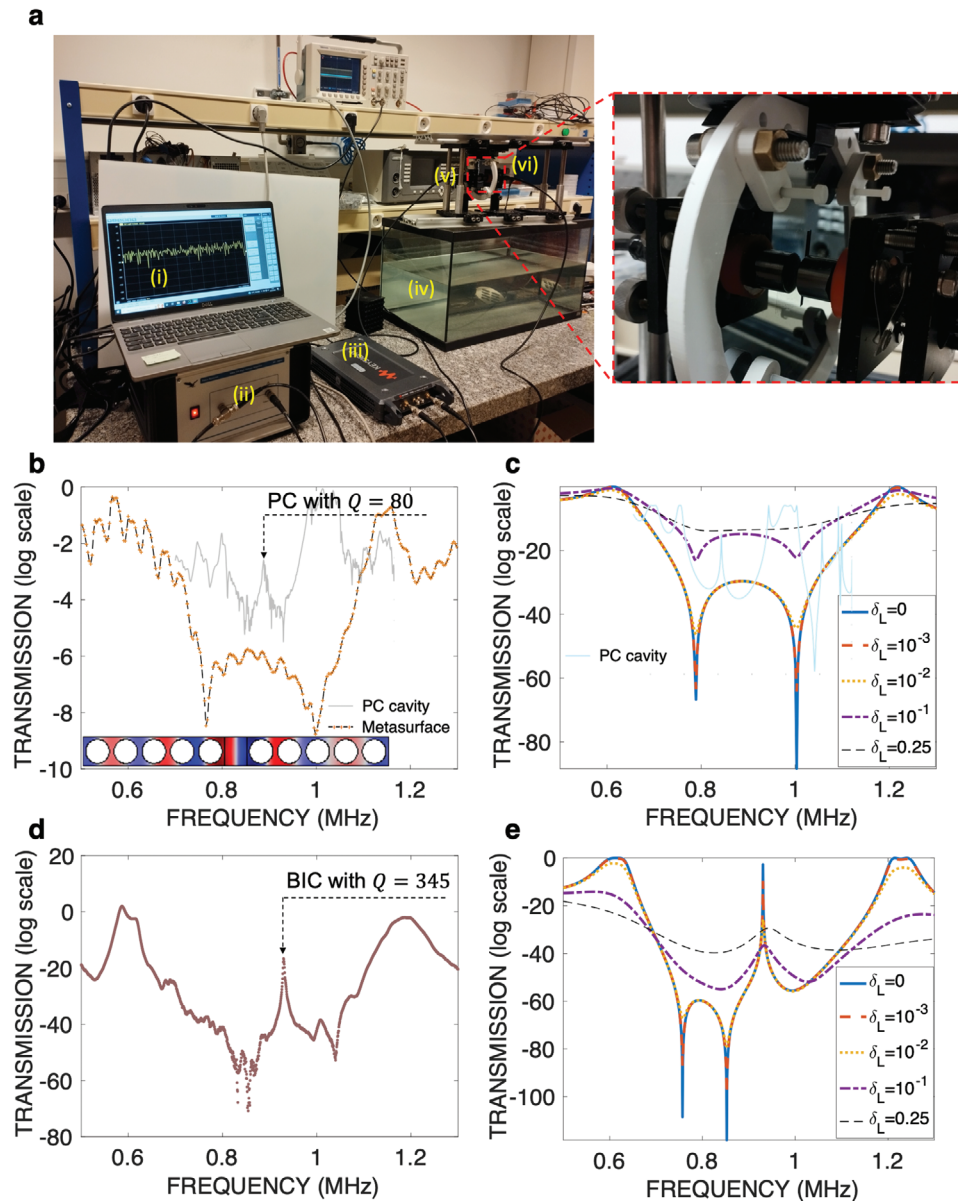 a
(i)
(ii)
(iii)
(iv)
(v)
(vi)
b
TRANSMISSION (log scale)
0
-2
-4
-6
-8
-10
PC with Q = 80
PC cavity
Metasurface
0.6
0.8
1
1.2
FREQUENCY (MHz)
c
TRANSMISSION (log scale)
-20
-40
-60
-80
PC cavity
δL=0
δL=10-3
δL=10-2
δL=10-1
δL=0.25
0.6
0.8
1
1.2
FREQUENCY (MHz)
d
TRANSMISSION (log scale)
20
0
-20
-40
-60
-80
BIC with Q = 345
0.6
0.8
1
1.2
FREQUENCY (MHz)
e
TRANSMISSION (log scale)
0
-20
-40
-60
-80
-100
δL=0
δL=10-3
δL=10-2
δL=10-1
δL=0.25
0.6
0.8
1
1.2
FREQUENCY (MHz)